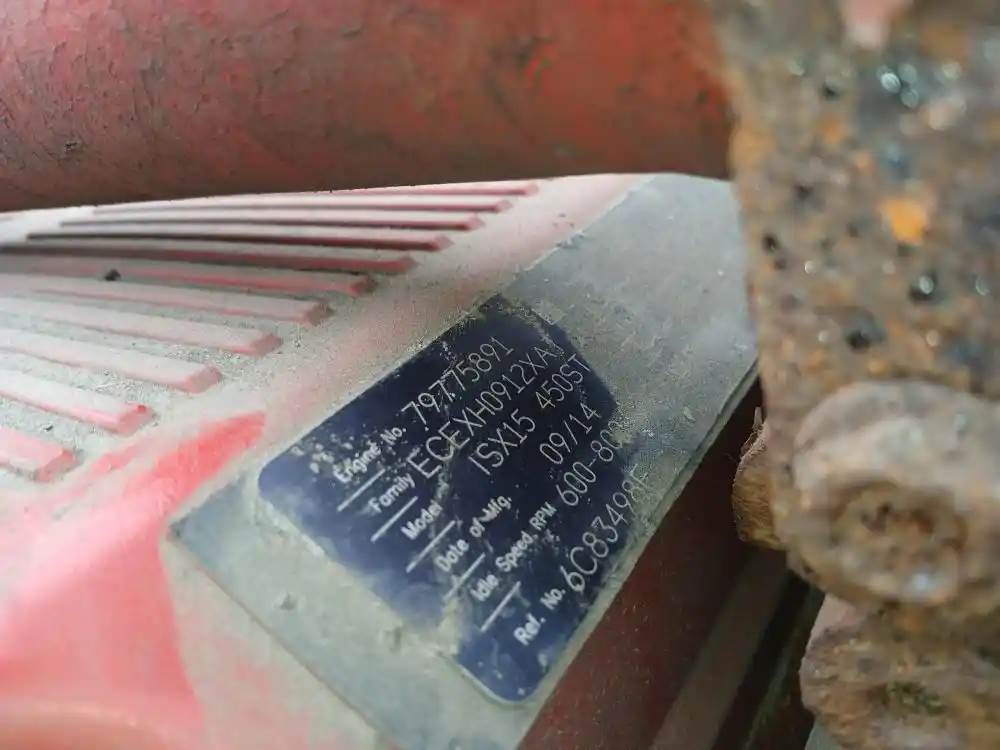 Engine No. 79775891
Family ECEXH0912XA
Model ISX15 450ST
Date of Mfg. 09/14
Idle Speed RPM 600-800
Ref. No. 6C83498F